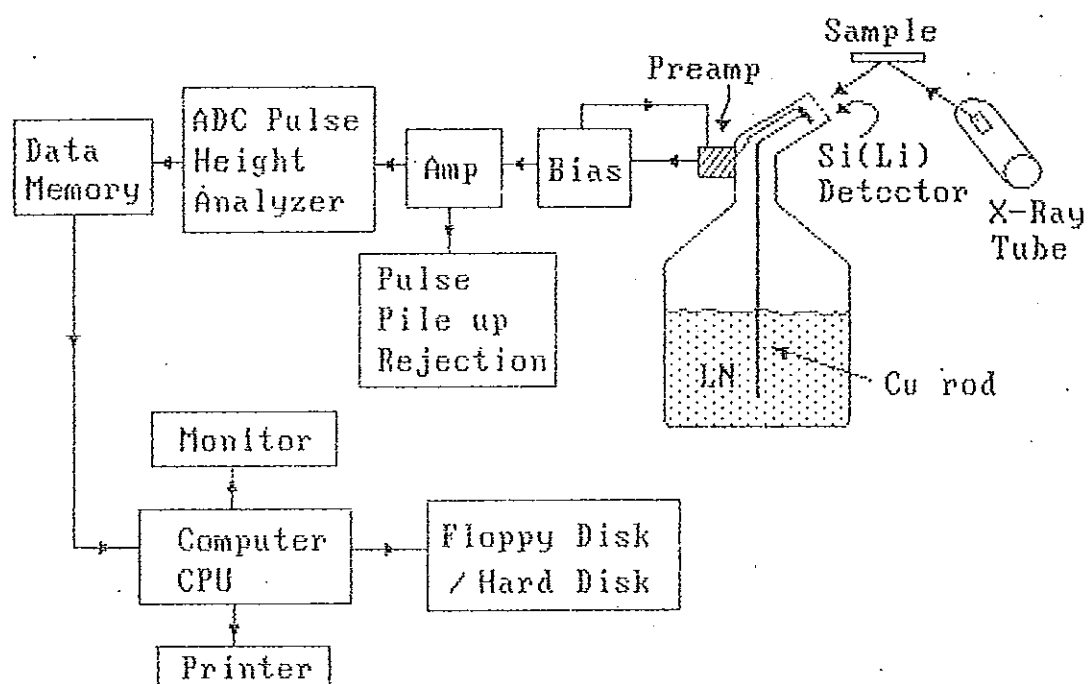 Sample
Preamp
ADC Pulse
Height
Analyzer
Data
Memory
Amp
Bias
Si(Li)
Detector
X-Ray
Tube
Pulse
Pile up
Rejection
LN
Cu rod
Monitor
Computer
CPU
Floppy Disk
/ Hard Disk
Printer